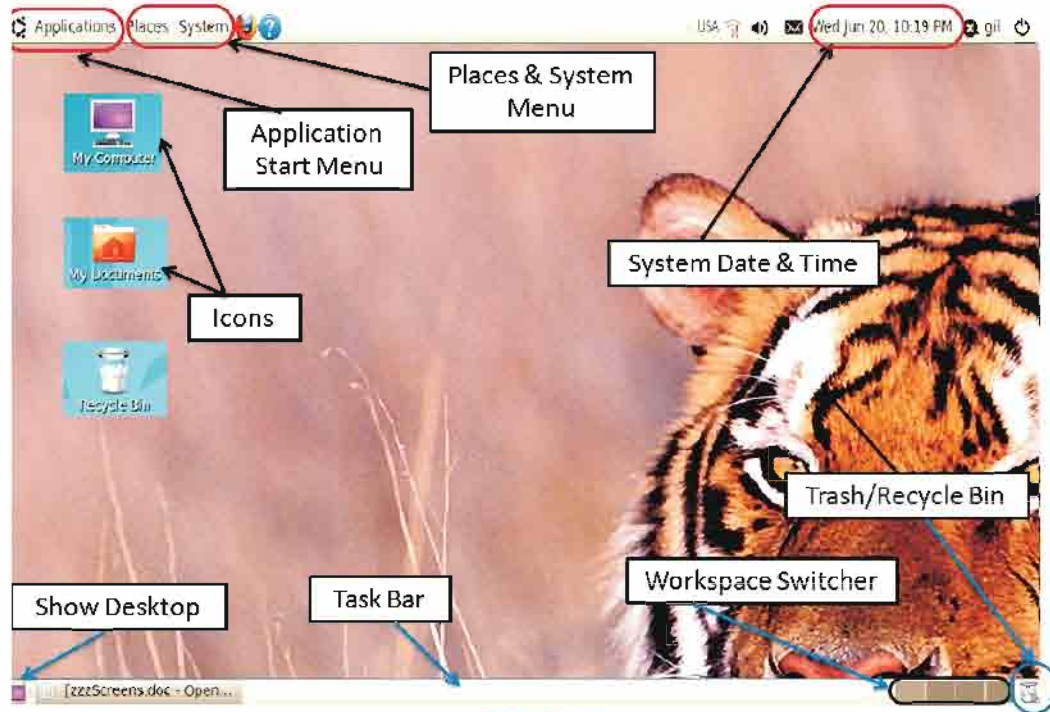 Applications Places System ?
USA Wed Jun 20, 10:19 PM gil
Places & System
Menu
Application
Start Menu
My Computer
System Date & Time
My Documents
Icons
Recycle Bin
Trash/Recycle Bin
Workspace Switcher
Task Bar
Show Desktop
[zzzScreens.doc - Open...